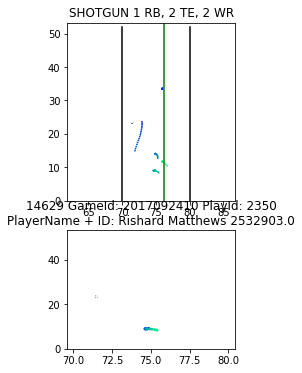 SHOTGUN 1 RB, 2 TE, 2 WR
50
40
30
20
10
0
65 70 75 80 85
14629 GameId: 2017092410 PlayId: 2350
PlayerName + ID: Rishard Matthews 2532903.0
40
20
0
70.0 72.5 75.0 77.5 80.0